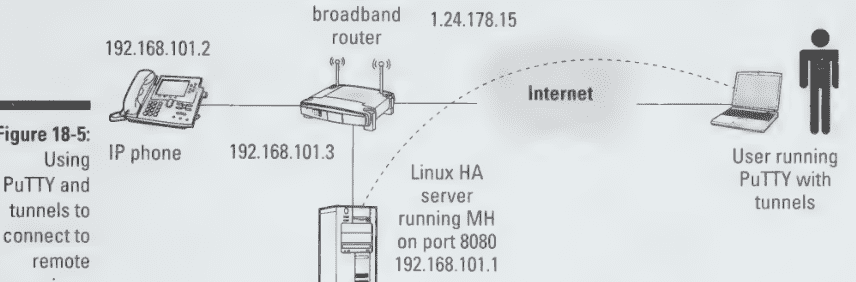 broadband
router
1.24.178.15
192.168.101.2
internet
Figure 18-5:
Using
PuTTY and
tunnels to
connect to
remote
IP phone
192.168.101.3
Linux HA
server
running MH
on port 8080
192.168.101.1
User running
PuTTY with
tunnels